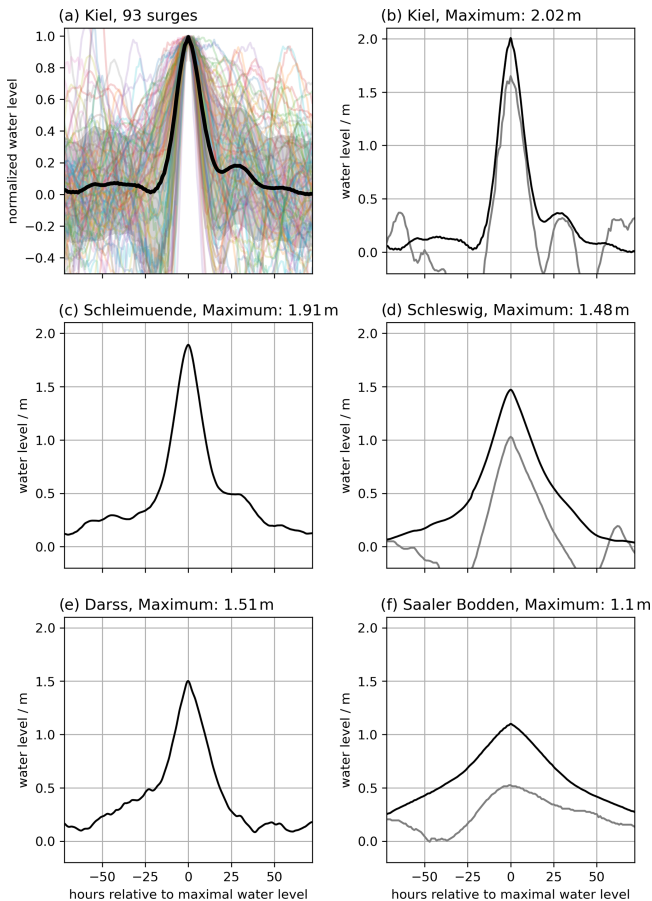 (a) Kiel, 93 surges
(b) Kiel, Maximum: 2.02 m
1.0
0.8
0.6
0.4
0.2
0.0
−0.2
−0.4
normalized water level
2.0
1.5
1.0
0.5
0.0
water level / m
(c) Schleimuende, Maximum: 1.91 m
(d) Schleswig, Maximum: 1.48 m
2.0
1.5
1.0
0.5
0.0
water level / m
2.0
1.5
1.0
0.5
0.0
water level / m
(e) Darss, Maximum: 1.51 m
(f) Saaler Bodden, Maximum: 1.1 m
2.0
1.5
1.0
0.5
0.0
water level / m
−50 −25 0 25 50
hours relative to maximal water level
2.0
1.5
1.0
0.5
0.0
water level / m
−50 −25 0 25 50
hours relative to maximal water level